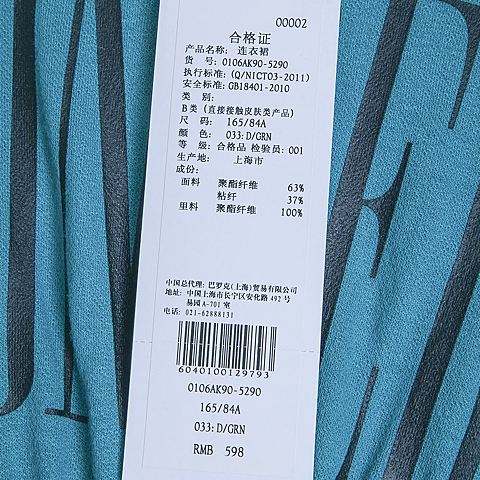 00002
合格证
产品名称: 连衣裙
货 号: 0106AK90-5290
执行标准: (Q/NICT03-2011)
安全标准: GB18401-2010
类 别:
B类 (直接接触皮肤类产品)
尺 码: 165/84A
颜 色: 033:D/GRN
等 级: 合格品 检验员: 001
生产地: 上海市
成份:
面料 聚酯纤维 63%
粘纤 37%
里料 聚酯纤维 100%
中国总代理: 巴罗克(上海)贸易有限公司
地址: 中国上海市长宁区安化路492号
易园A-701室
电话: 021-62888131
6040100129793
0106AK90-5290
165/84A
033:D/GRN
RMB 598